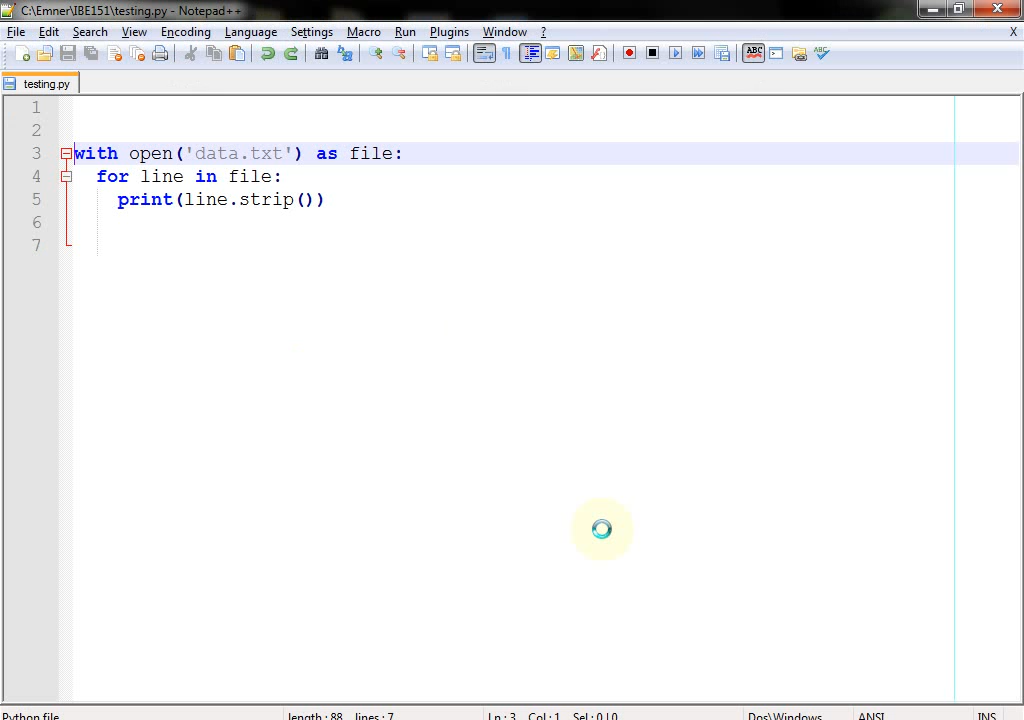 C:\Emner\IBE151\testing.py - Notepad++
File Edit Search View Encoding Language Settings Macro Run Plugins Window ? X
ABC ABC
testing.py
1
2
3 with open('data.txt') as file:
4 for line in file:
5 print(line.strip())
6
7
Python file length : 88 lines : 7 Ln : 3 Col : 1 Sel : 0 | 0 Dos\Windows ANSI INS